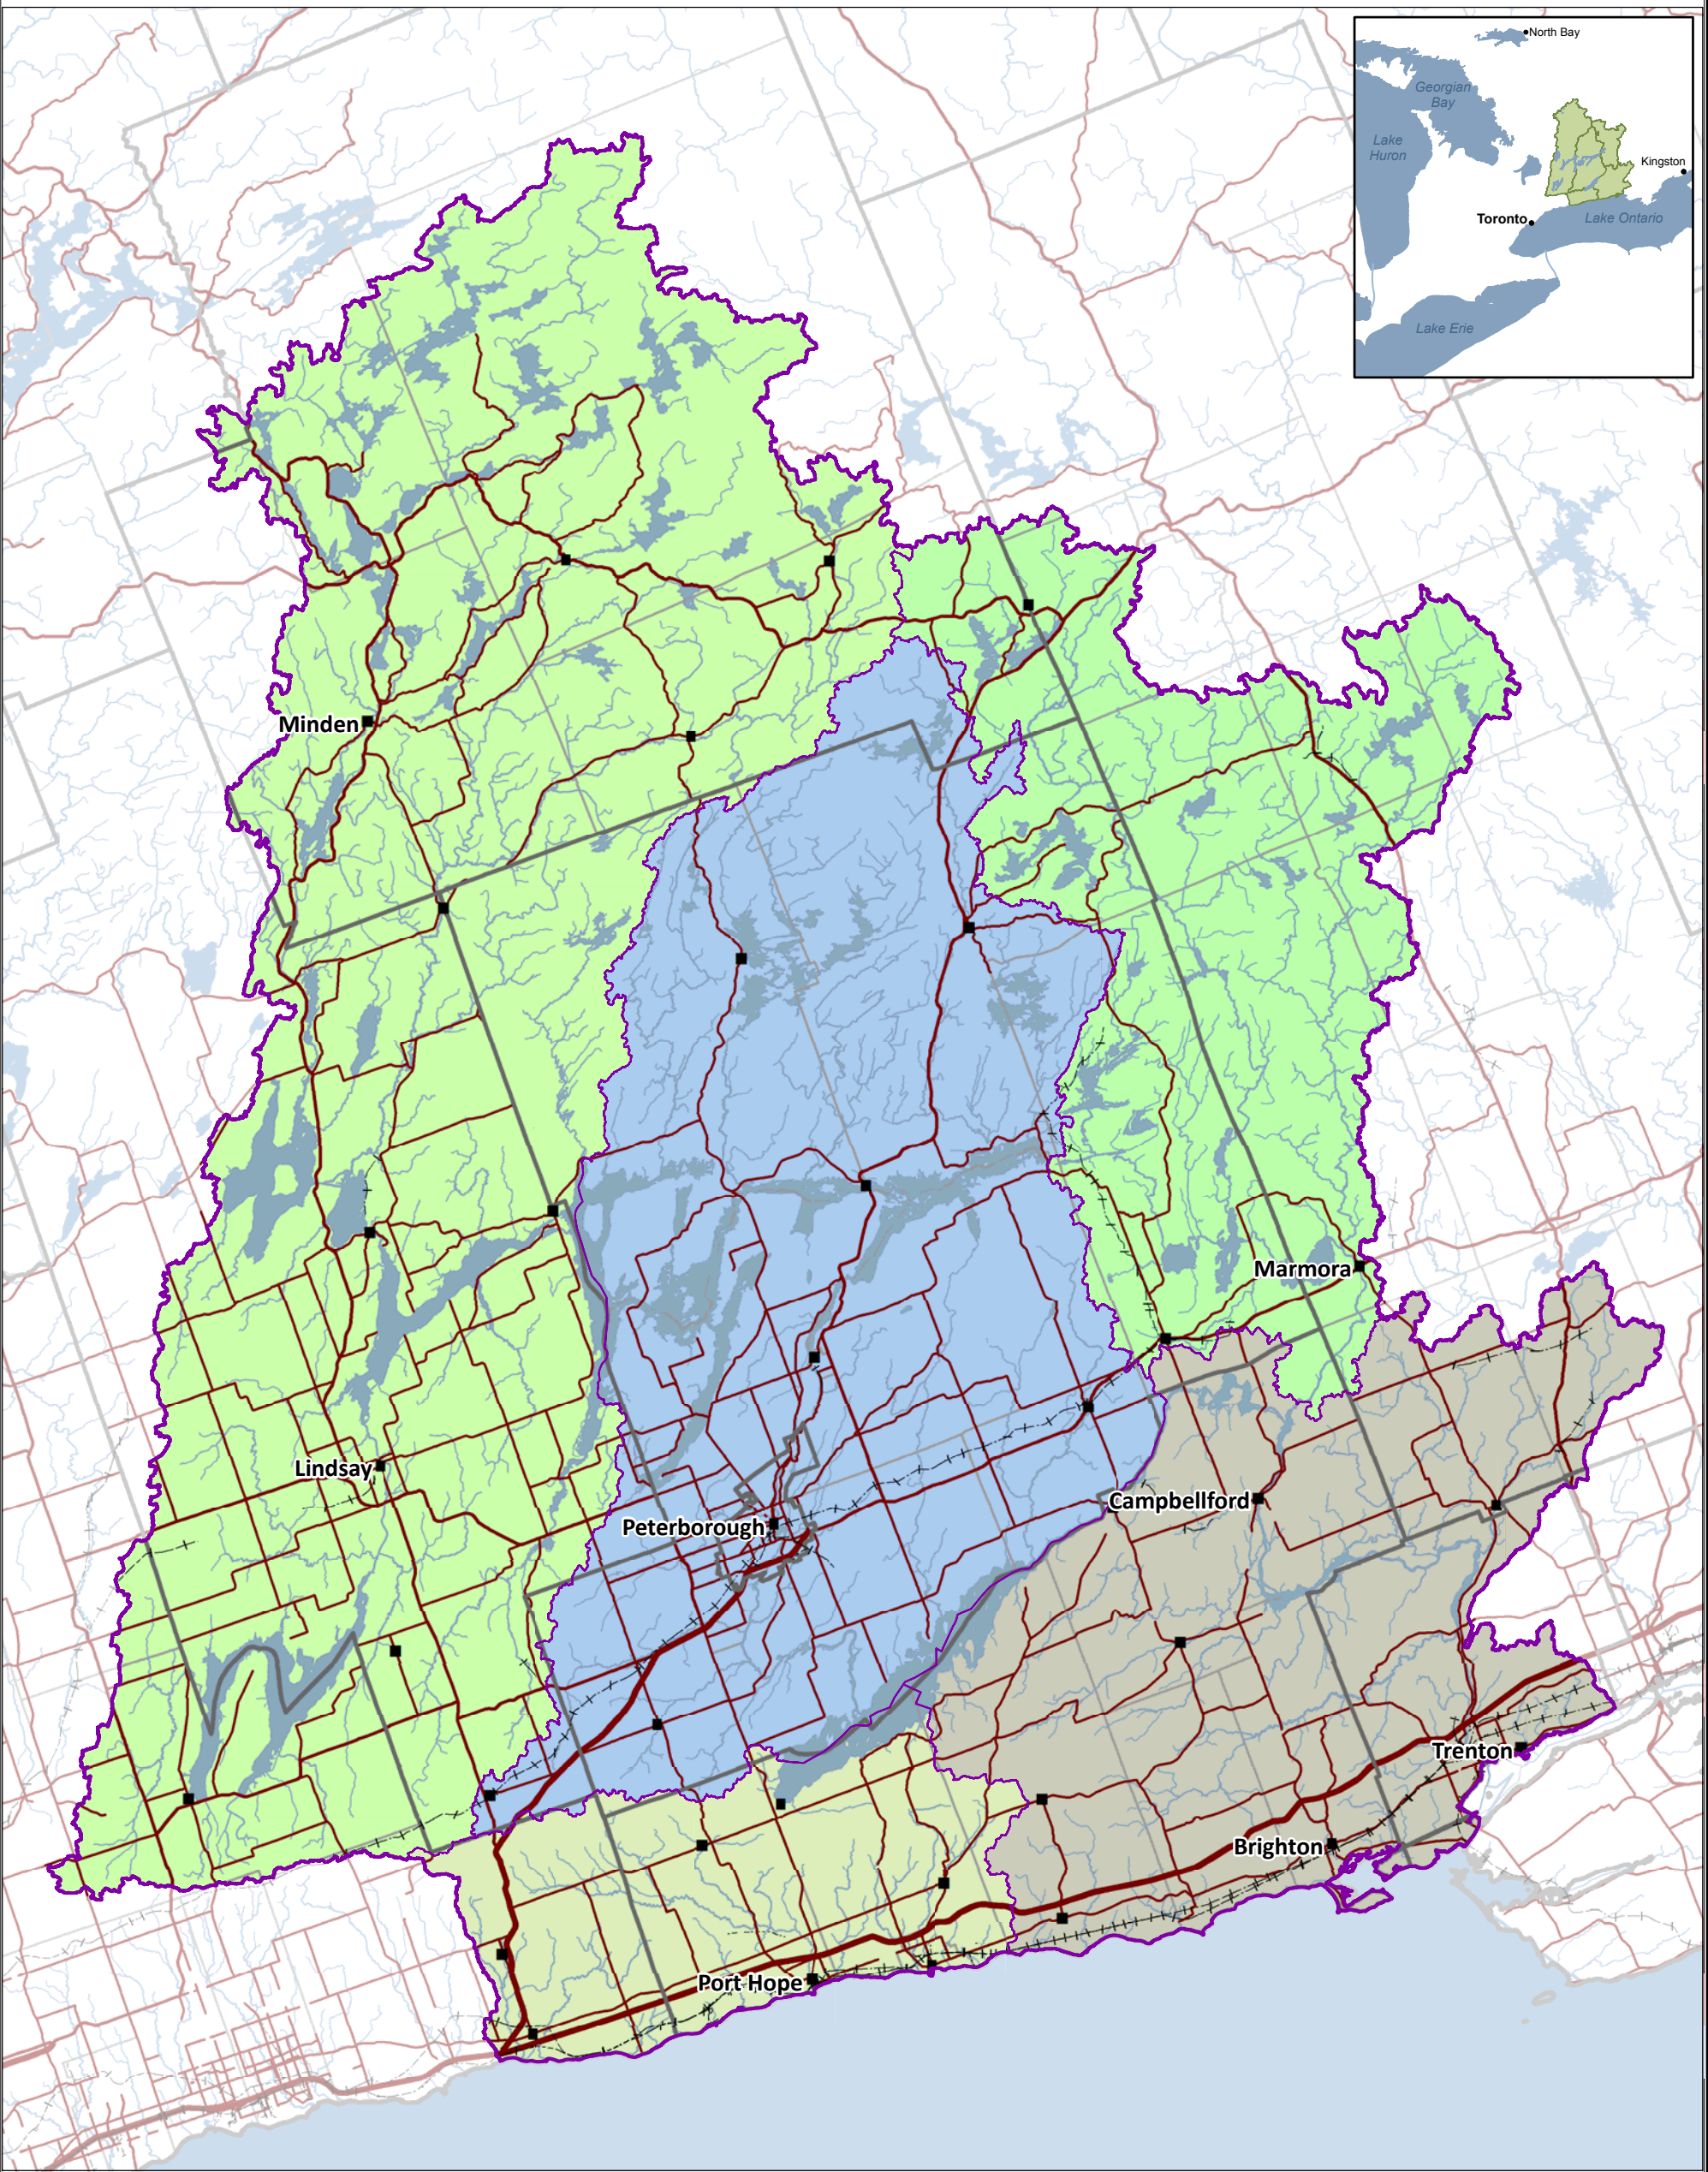 North Bay
Georgian
Bay
Lake
Huron
Kingston
Toronto
Lake Ontario
Lake Erie
Minden
Marmora
Lindsay
Campbellford
Peterborough
Trenton
Brighton
Port Hope